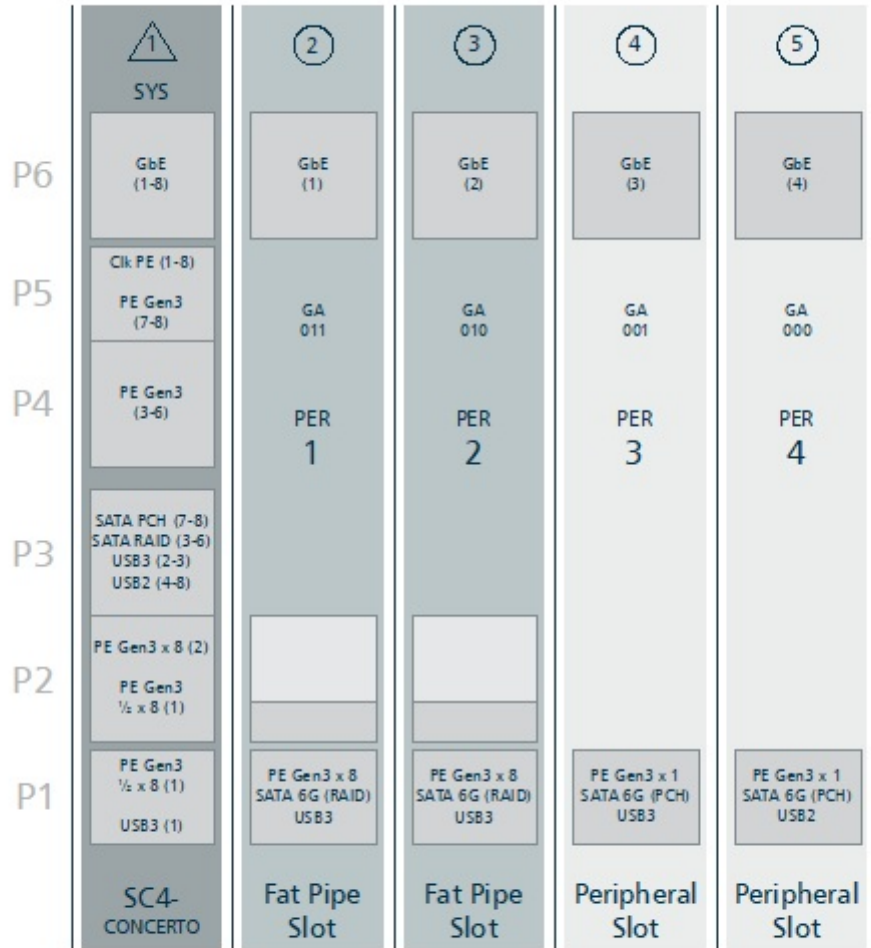 1
SYS
2
3
4
5
P6
GbE
(1-8)
GbE
(1)
GbE
(2)
GbE
(3)
GbE
(4)
P5
Clk PE (1-8)
PE Gen3
(7-8)
GA
011
GA
010
GA
001
GA
000
P4
PE Gen3
(3-6)
PER
1
PER
2
PER
3
PER
4
P3
SATA PCH (7-8)
SATA RAID (3-6)
USB3 (2-3)
USB2 (4-8)
P2
PE Gen3 x 8 (2)
PE Gen3
½ x 8 (1)
P1
PE Gen3
½ x 8 (1)
USB3 (1)
PE Gen3 x 8
SATA 6G (RAID)
USB3
PE Gen3 x 8
SATA 6G (RAID)
USB3
PE Gen3 x 1
SATA 6G (PCH)
USB3
PE Gen3 x 1
SATA 6G (PCH)
USB2
SC4-
CONCERTO
Fat Pipe
Slot
Fat Pipe
Slot
Peripheral
Slot
Peripheral
Slot